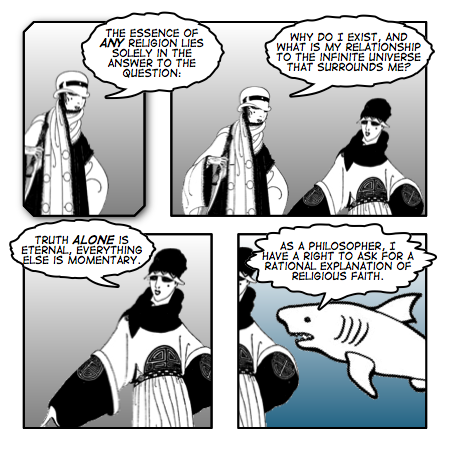 THE ESSENCE OF
ANY RELIGION LIES
SOLELY IN THE
ANSWER TO THE
QUESTION:
WHY DO I EXIST, AND
WHAT IS MY RELATIONSHIP
TO THE INFINITE UNIVERSE
THAT SURROUNDS ME?
TRUTH ALONE IS
ETERNAL, EVERYTHING
ELSE IS MOMENTARY.
AS A PHILOSOPHER, I
HAVE A RIGHT TO ASK FOR A
RATIONAL EXPLANATION OF
RELIGIOUS FAITH.